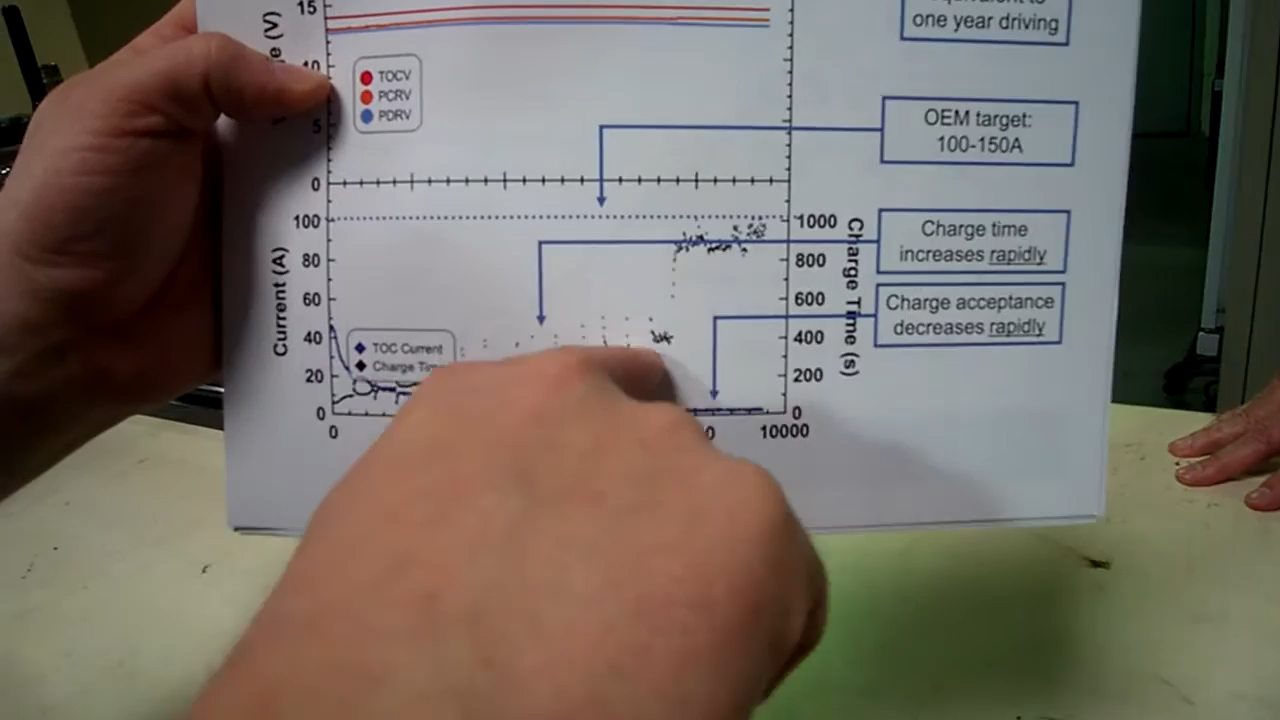 15
one year driving
10
TOCV
PCRV
PDRV
5
0
OEM target:
100-150A
100
80
60
40
20
0
Current (A)
TOC Current
Charge
1000
800
600
400
200
0
Charge Time (s)
Charge time
increases rapidly
Charge acceptance
decreases rapidly
0
10000